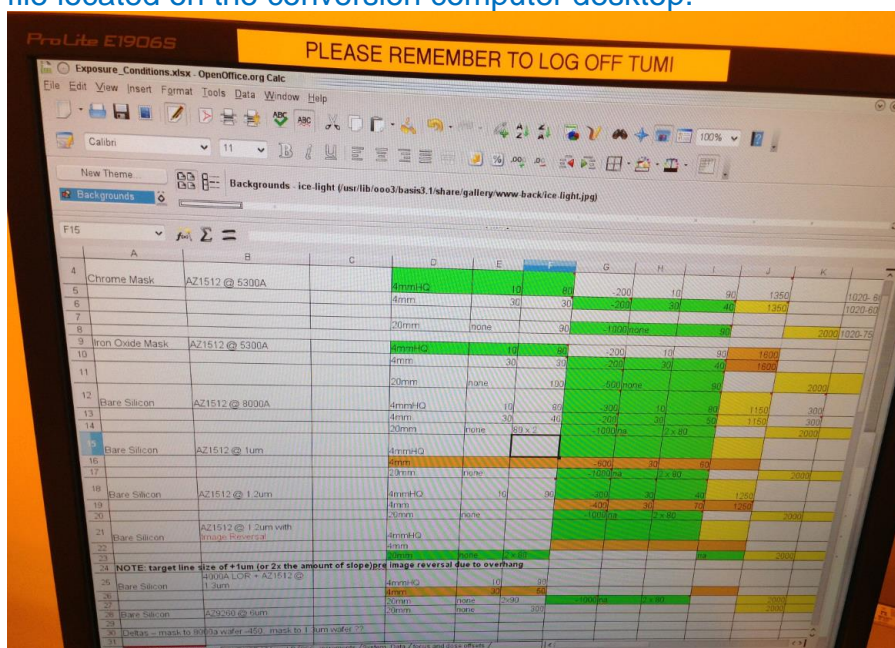 file located on the conversion computer desktop.
ProLite E1906S
PLEASE REMEMBER TO LOG OFF TUMI
Exposure_Conditions.xlsx - OpenOffice.org Calc
File Edit View Insert Format Tools Data Window Help
Calibri 11 100%
New Theme...
Backgrounds
Backgrounds - ice-light (/usr/lib/ooo3/basis3.1/share/gallery/www-back/ice-light.jpg)
F15
A B C D E F G H I J K
4 Chrome Mask AZ1512 @ 5300A 4mmHQ 10 80 -200 10 90 1350
5 4mm 30 30 -200 30 40 1350 1020-60
6
7 20mm none 90 -1000 none 80 2000 1020-75
8
9 Iron Oxide Mask AZ1512 @ 5300A 4mmHQ 10 90 -200 10 90 1600
10 4mm 30 30 -200 30 40 1600
11 20mm none 100 -500 none 90 2000
12 Bare Silicon AZ1512 @ 8000A 4mmHQ 10 80 -300 10 80 1150 300
13 4mm 30 40 -200 30 50 1150 300
14 20mm none 80 x 2 -1000 na 2 x 80 2000
15 Bare Silicon AZ1512 @ 1um 4mmHQ
16 4mm -600 30 60
17 20mm none -1000 na 2 x 80 2000
18 Bare Silicon AZ1512 @ 1.2um 4mmHQ 10 90 -300 30 40 1250
19 4mm -400 30 70 1250
20 20mm none -1000 na 2 x 80 2000
21 Bare Silicon AZ1512 @ 1.2um with Image Reversal 4mmHQ
22 4mm
23 20mm none 2 x 80 na 2000
24 NOTE: target line size of +1um (or 2x the amount of slope)pre image reversal due to overhang
25 Bare Silicon 4000A LOR + AZ1512 @ 1.3um 4mmHQ 10 90
26 4mm 30 50
27 20mm none 2x90 -1000 na 2 x 80 2000
28 Bare Silicon AZ9260 @ 6um 20mm none 300 2000
29
30 Deltas - mask to 8000a wafer -450, mask to 1
31